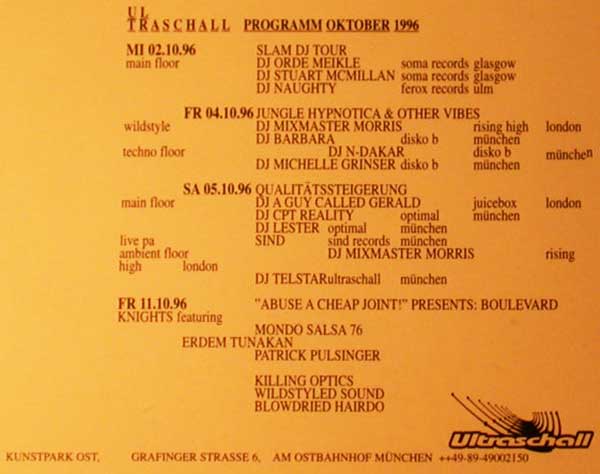 UL
TRASCHALL PROGRAMM OKTOBER 1996
MI 02.10.96 SLAM DJ TOUR
main floor DJ ORDE MEIKLE soma records glasgow
DJ STUART MCMILLAN soma records glasgow
DJ NAUGHTY ferox records ulm
FR 04.10.96 JUNGLE HYPNOTICA & OTHER VIBES
wildstyle DJ MIXMASTER MORRIS rising high london
DJ BARBARA disko b münchen
techno floor DJ N-DAKAR disko b münchen
DJ MICHELLE GRINSER disko b münchen
SA 05.10.96 QUALITÄTSSTEIGERUNG
main floor DJ A GUY CALLED GERALD juicebox london
DJ CPT REALITY optimal münchen
DJ LESTER optimal münchen
live pa SIND sind records münchen
ambient floor DJ MIXMASTER MORRIS rising
high london
DJ TELSTAR ultraschall münchen
FR 11.10.96 "ABUSE A CHEAP JOINT!" PRESENTS: BOULEVARD
KNIGHTS featuring
MONDO SALSA 76
ERDEM TUNAKAN
PATRICK PULSINGER
KILLING OPTICS
WILDSTYLED SOUND
BLOWDRIED HAIRDO
Ultraschall
KUNSTPARK OST, GRAFINGER STRASSE 6, AM OSTBAHNHOF MÜNCHEN ++49-89-49002150